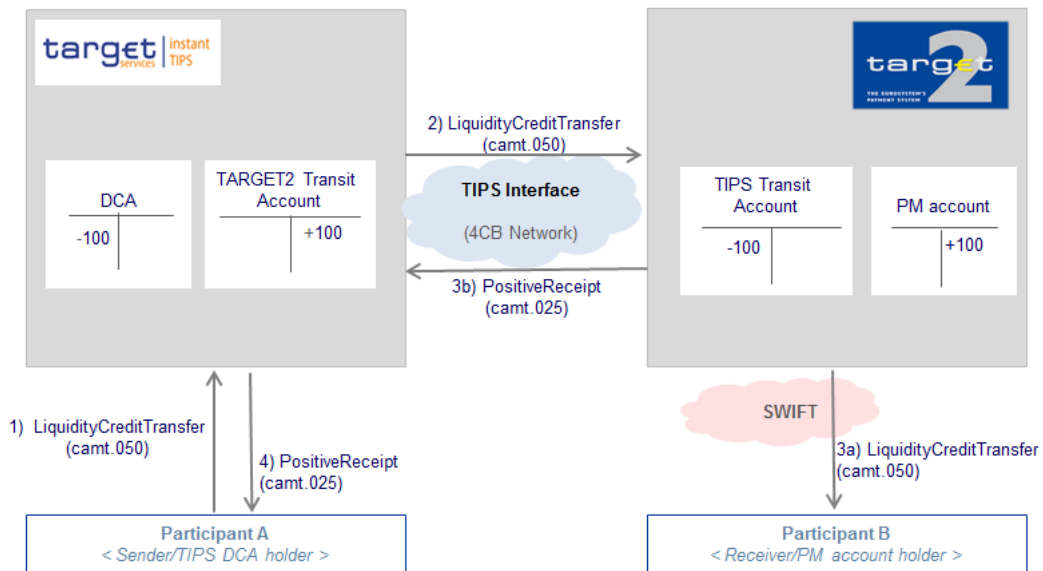 target
services
instant
TIPS
target
2
THE EUROSYSTEM'S
PAYMENT SYSTEM
2) LiquidityCreditTransfer
(camt.050)
DCA
-100
TARGET2 Transit
Account
+100
TIPS Interface
(4CB Network)
TIPS Transit
Account
-100
PM account
+100
3b) PositiveReceipt
(camt.025)
SWIFT
1) LiquidityCreditTransfer
(camt.050)
4) PositiveReceipt
(camt.025)
3a) LiquidityCreditTransfer
(camt.050)
Participant A
< Sender/TIPS DCA holder >
Participant B
< Receiver/PM account holder >